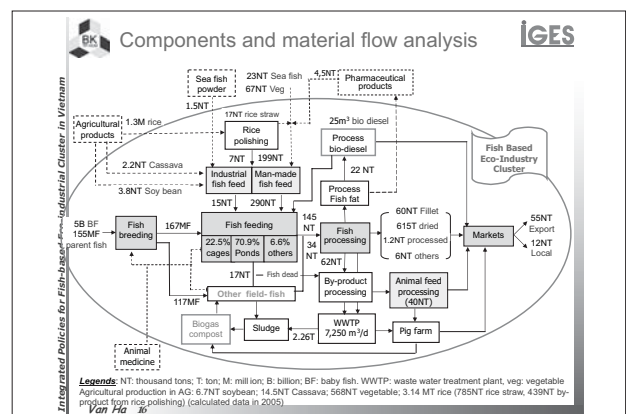 BK
Components and material flow analysis
IGES
Integrated Policies for Fish-based Eco-Industrial Cluster in Vietnam
Sea fish
powder
23NT Sea fish
67NT Veg
4,5NT
Pharmaceutical
products
1.5NT
Agricultural
products
1.3M rice
17NT rice straw
Rice
polishing
25m³ bio diesel
Process
bio-diesel
Fish Based
Eco-Industry
Cluster
2.2NT Cassava
7NT
199NT
22 NT
3.8NT Soy bean
Industrial
fish feed
Man-made
fish feed
Process
Fish fat
15NT
290NT
5B BF
155MF
parent fish
Fish
breeding
167MF
Fish feeding
22.5%
cages
70.9%
Ponds
6.6%
others
145
NT
34
NT
Fish
processing
60NT Fillet
615T dried
1.2NT processed
6NT others
Markets
55NT
Export
12NT
Local
62NT
17NT
Fish dead
By-product
processing
Animal feed
processing
(40NT)
117MF
Other field-fish
Biogas
compost
Sludge
2.26T
WWTP
7,250 m³/d
Pig farm
Animal
medicine
Legends: NT: thousand tons; T: ton; M: mill ion; B: billion; BF: baby fish. WWTP: waste water treatment plant, veg: vegetable
Agricultural production in AG: 6.7NT soybean; 14.5NT Cassava; 568NT vegetable; 3.14 MT rice (785NT rice straw, 439NT by-
product from rice polishing) (calculated data in 2005)
Van Ha 16